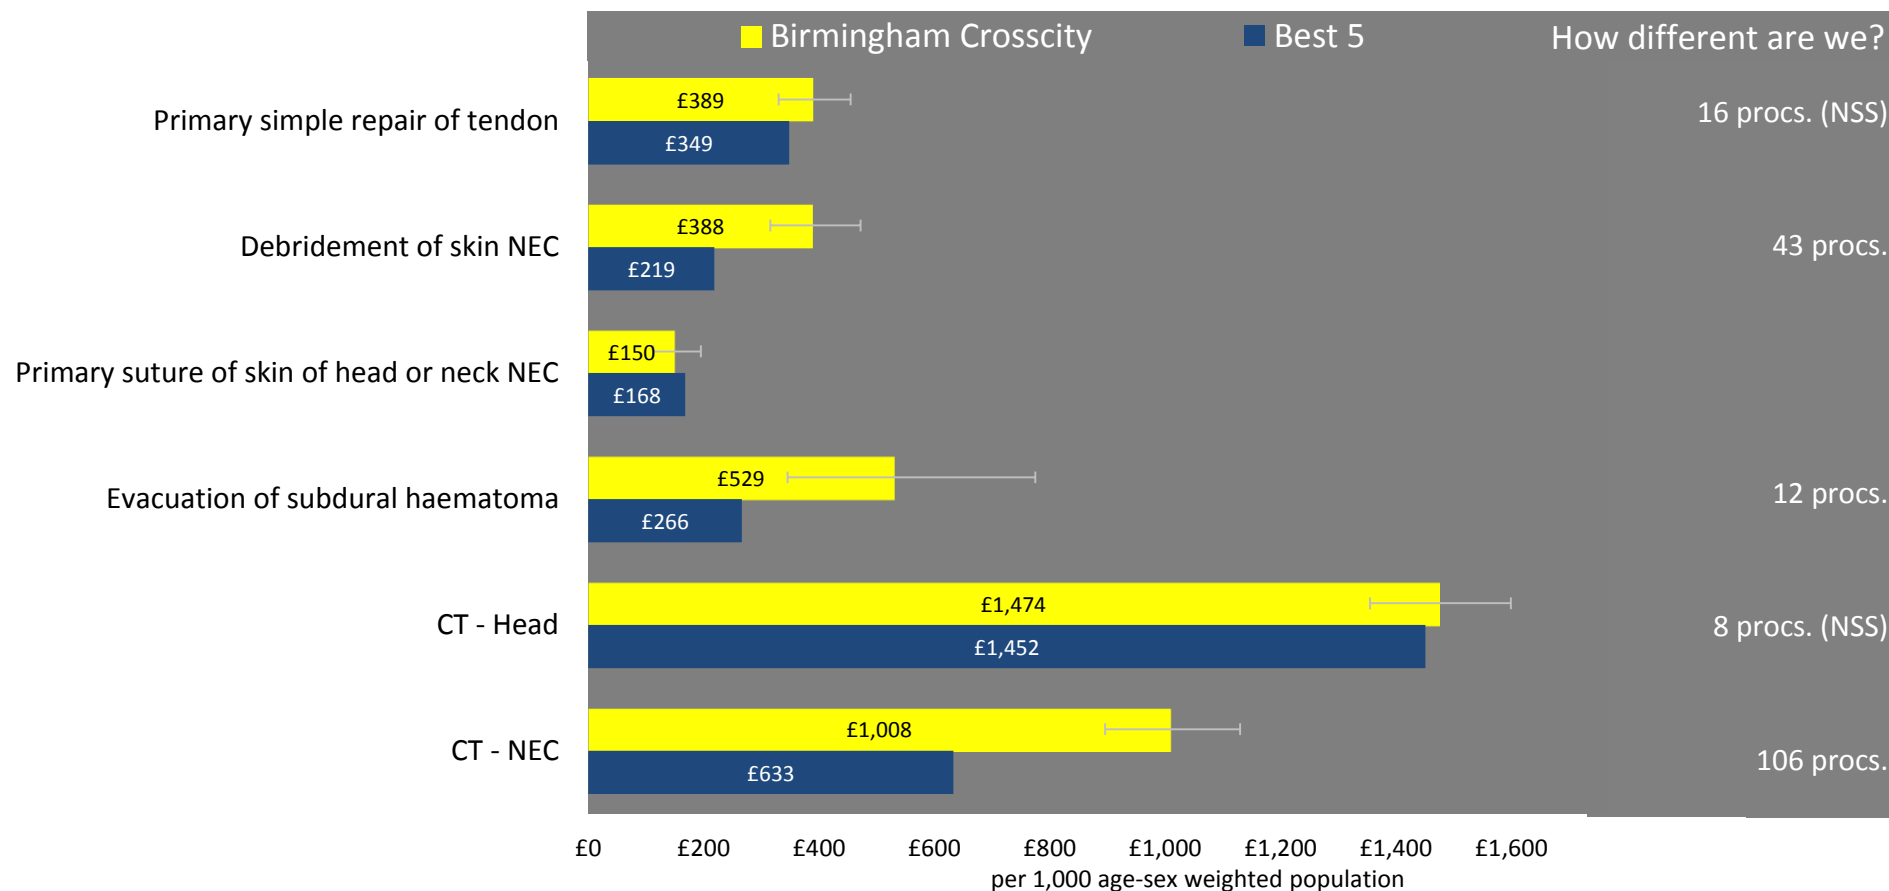 Birmingham Crosscity Best 5 How different are we?
Primary simple repair of tendon £389 £349 16 procs. (NSS)
Debridement of skin NEC £388 £219 43 procs.
Primary suture of skin of head or neck NEC £150 £168
Evacuation of subdural haematoma £529 £266 12 procs.
CT - Head £1,474 £1,452 8 procs. (NSS)
CT - NEC £1,008 £633 106 procs.
£0 £200 £400 £600 £800 £1,000 £1,200 £1,400 £1,600
per 1,000 age-sex weighted population